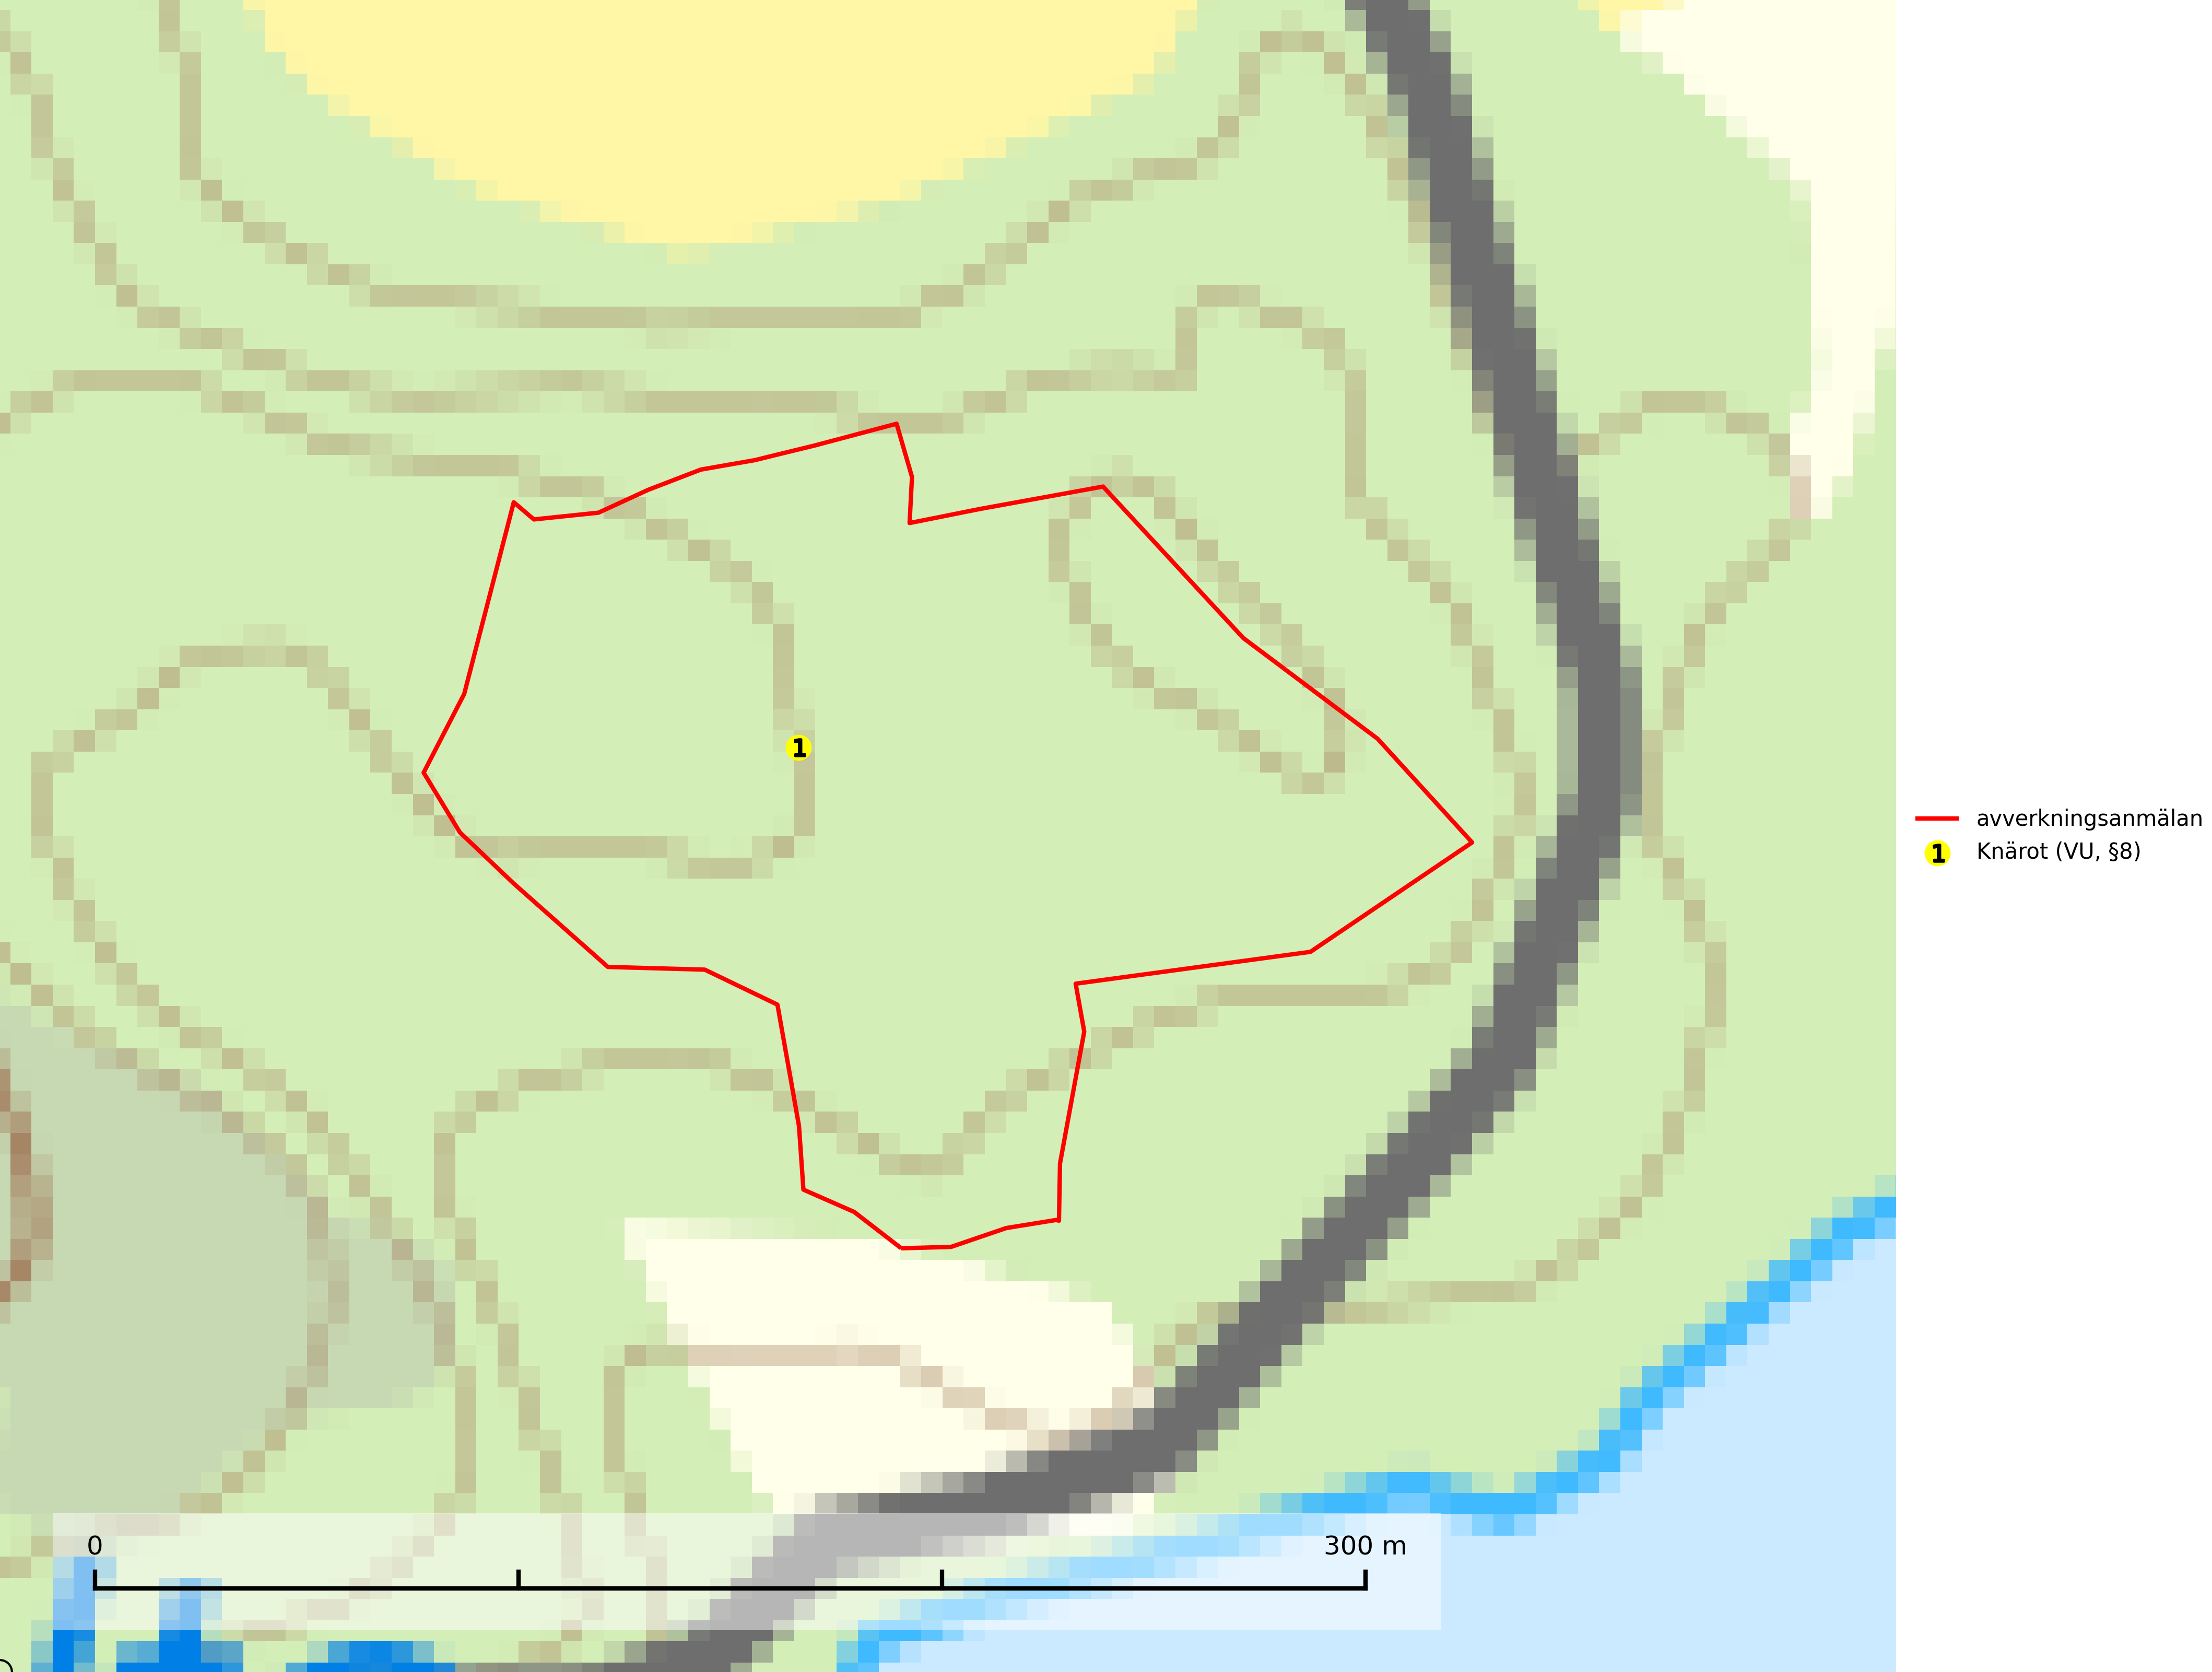 1
avverkningsanmälan
1 Knärot (VU, §8)
0 300 m